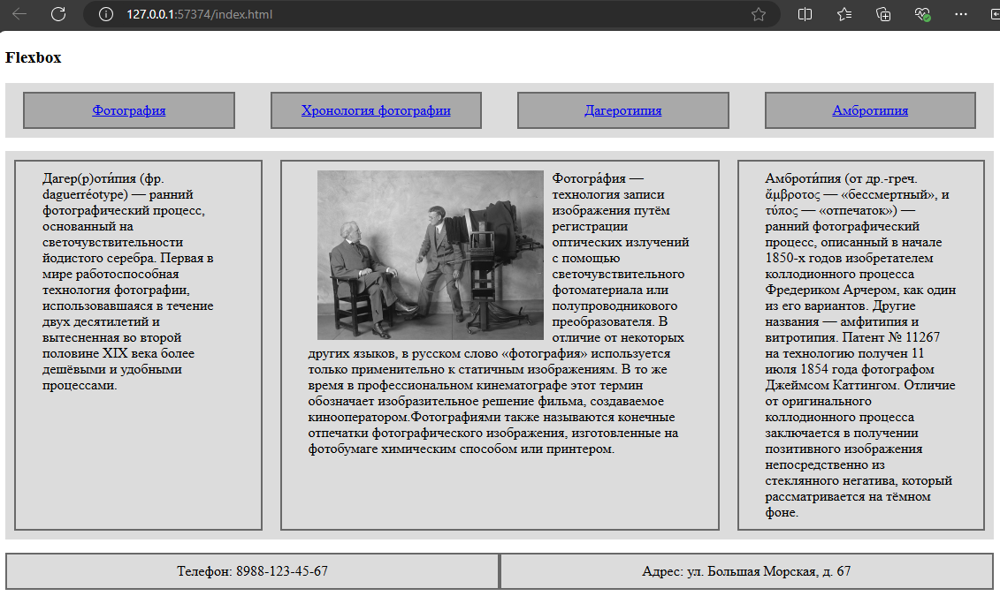 127.0.0.1:57374/index.html
Flexbox
Фотография
Хронология фотографии
Дагеротипия
Амбротипия
Дагер(р)оти́пия (фр.
daguerréotype) — ранний
фотографический процесс,
основанный на
светочувствительности
йодистого серебра. Первая в
мире работоспособная
технология фотографии,
использовавшаяся в течение
двух десятилетий и
вытесненная во второй
половине XIX века более
дешёвыми и удобными
процессами.
Фотогра́фия —
технология записи
изображения путём
регистрации
оптических излучений
с помощью
светочувствительного
фотоматериала или
полупроводникового
преобразователя. В
отличие от некоторых
других языков, в русском слово «фотография» используется
только применительно к статичным изображениям. В то же
время в профессиональном кинематографе этот термин
обозначает изобразительное решение фильма, создаваемое
кинооператором.Фотографиями также называются конечные
отпечатки фотографического изображения, изготовленные на
фотобумаге химическим способом или принтером.
Амброти́пия (от др.-греч.
ἄμβροτος — «бессмертный», и
τύπος — «отпечаток») —
ранний фотографический
процесс, описанный в начале
1850-х годов изобретателем
коллодионного процесса
Фредериком Арчером, как один
из его вариантов. Другие
названия — амфитипия и
витротипия. Патент № 11267
на технологию получен 11
июля 1854 года фотографом
Джеймсом Каттингом. Отличие
от оригинального
коллодионного процесса
заключается в получении
позитивного изображения
непосредственно из
стеклянного негатива, который
рассматривается на тёмном
фоне.
Телефон: 8988-123-45-67
Адрес: ул. Большая Морская, д. 67